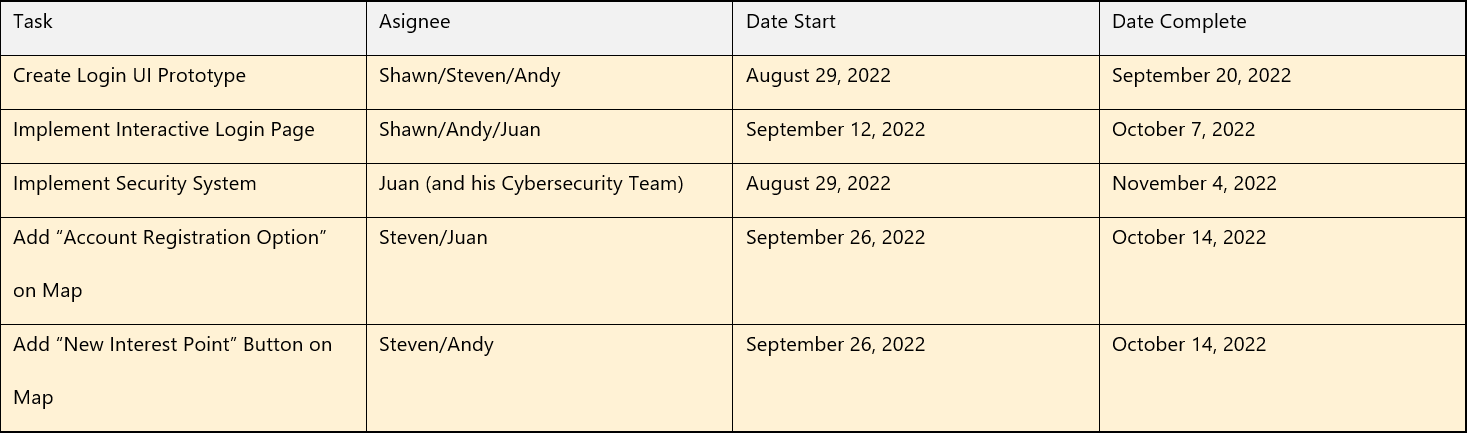 Task Asignee Date Start Date Complete
Create Login UI Prototype Shawn/Steven/Andy August 29, 2022 September 20, 2022
Implement Interactive Login Page Shawn/Andy/Juan September 12, 2022 October 7, 2022
Implement Security System Juan (and his Cybersecurity Team) August 29, 2022 November 4, 2022
Add “Account Registration Option” Steven/Juan September 26, 2022 October 14, 2022
on Map
Add “New Interest Point” Button on Steven/Andy September 26, 2022 October 14, 2022
Map